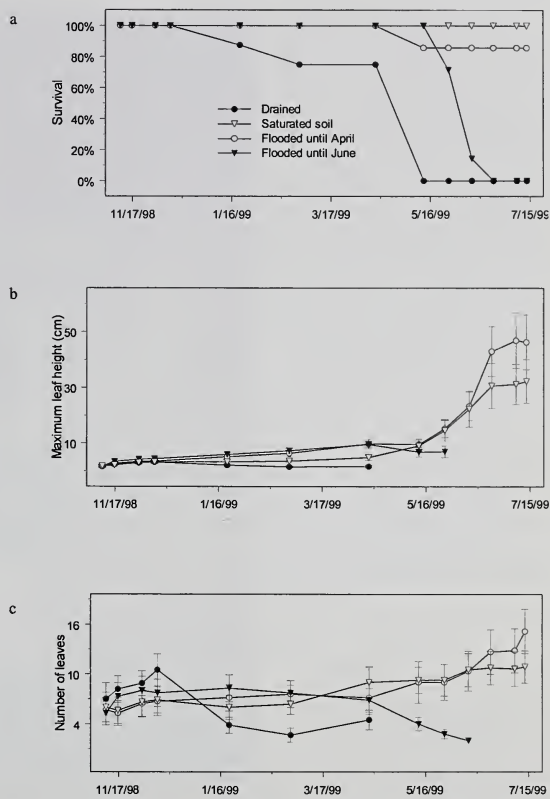 a
100%
80%
60%
40%
20%
0%
Survival
Drained
Saturated soil
Flooded until April
Flooded until June
11/17/98 1/16/99 3/17/99 5/16/99 7/15/99
b
50
30
10
Maximum leaf height (cm)
11/17/98 1/16/99 3/17/99 5/16/99 7/15/99
c
16
10
4
Number of leaves
11/17/98 1/16/99 3/17/99 5/16/99 7/15/99